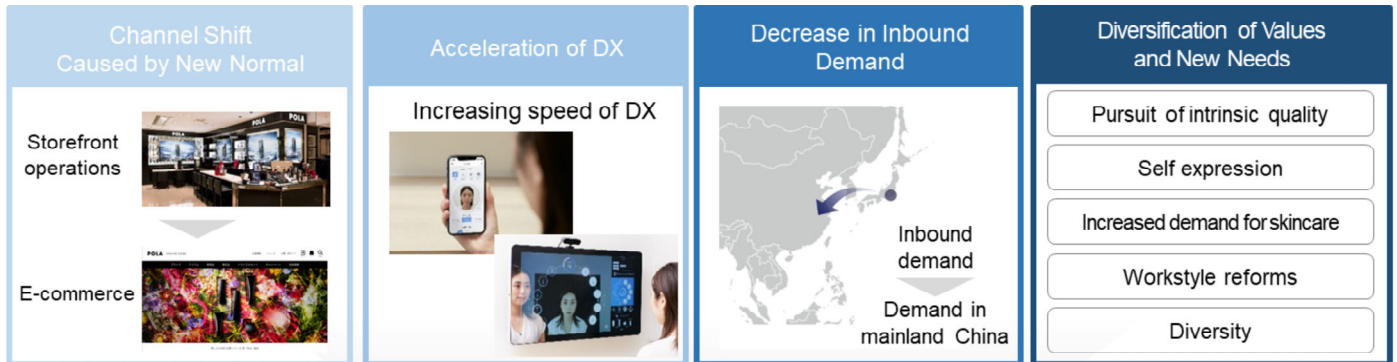 Channel Shift
Caused by New Normal
Storefront
operations
POLA
POLA
E-commerce
POLA
Acceleration of DX
Increasing speed of DX
Decrease in Inbound
Demand
Inbound
demand
Demand in
mainland China
Diversification of Values
and New Needs
Pursuit of intrinsic quality
Self expression
Increased demand for skincare
Workstyle reforms
Diversity